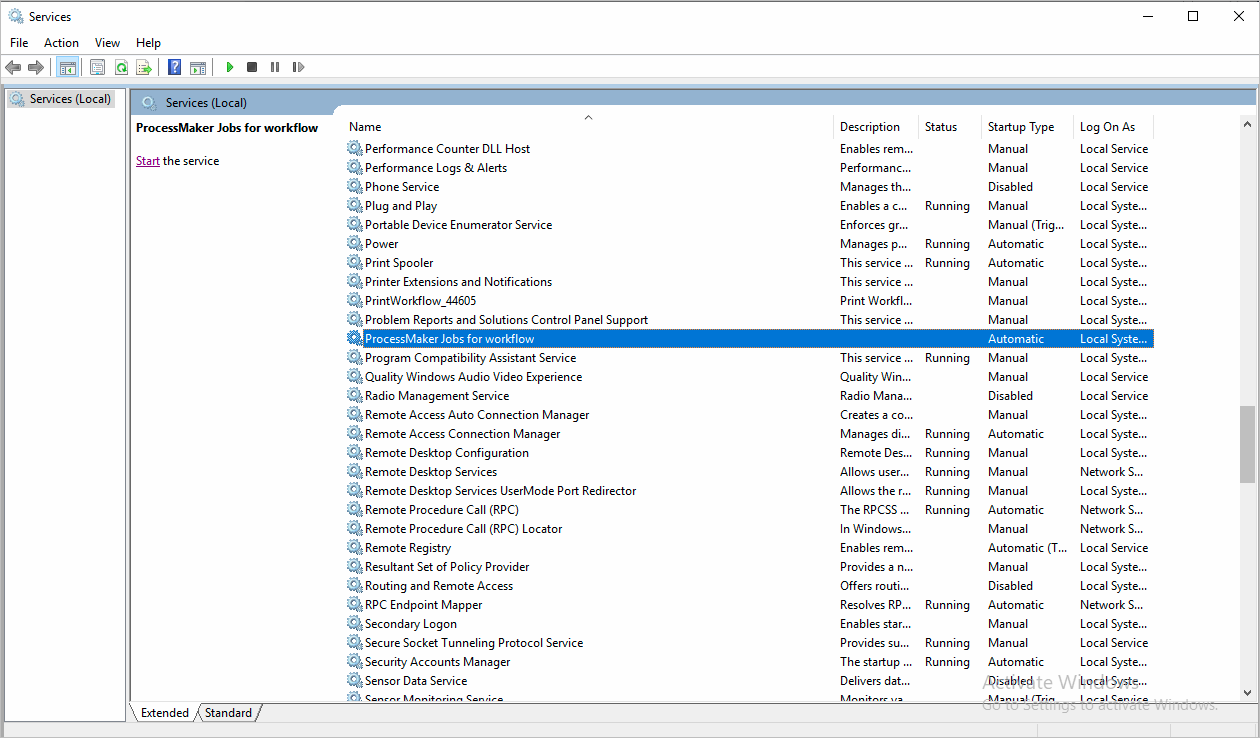 Services
File Action View Help
Services (Local)
Services (Local)
ProcessMaker Jobs for workflow
Start the service
Name Description Status Startup Type Log On As
Performance Counter DLL Host Enables rem... Manual Local Service
Performance Logs & Alerts Performanc... Manual Local Service
Phone Service Manages th... Disabled Local Service
Plug and Play Enables a c... Running Manual Local Syste...
Portable Device Enumerator Service Enforces gr... Manual (Trig... Local Syste...
Power Manages p... Running Automatic Local Syste...
Print Spooler This service ... Running Automatic Local Syste...
Printer Extensions and Notifications This service ... Manual Local Syste...
PrintWorkflow_44605 Print Workfl... Manual Local Syste...
Problem Reports and Solutions Control Panel Support This service ... Manual Local Syste...
ProcessMaker Jobs for workflow Automatic Local Syste...
Program Compatibility Assistant Service This service ... Running Manual Local Syste...
Quality Windows Audio Video Experience Quality Win... Manual Local Service
Radio Management Service Radio Mana... Disabled Local Service
Remote Access Auto Connection Manager Creates a co... Manual Local Syste...
Remote Access Connection Manager Manages di... Running Automatic Local Syste...
Remote Desktop Configuration Remote Des... Running Manual Local Syste...
Remote Desktop Services Allows user... Running Manual Network S...
Remote Desktop Services UserMode Port Redirector Allows the r... Running Manual Local Syste...
Remote Procedure Call (RPC) The RPCSS ... Running Automatic Network S...
Remote Procedure Call (RPC) Locator In Windows... Manual Network S...
Remote Registry Enables rem... Automatic (T... Local Service
Resultant Set of Policy Provider Provides a n... Manual Local Syste...
Routing and Remote Access Offers routi... Disabled Local Syste...
RPC Endpoint Mapper Resolves RP... Running Automatic Network S...
Secondary Logon Enables star... Manual Local Syste...
Secure Socket Tunneling Protocol Service Provides su... Running Manual Local Service
Security Accounts Manager The startup ... Running Automatic Local Syste...
Sensor Data Service Delivers dat... Disabled Local Syste...
Sensor Monitoring Service Monitors va... Manual (Trig... Local Service
Activate Windows
Go to Settings to activate Windows.
Extended Standard